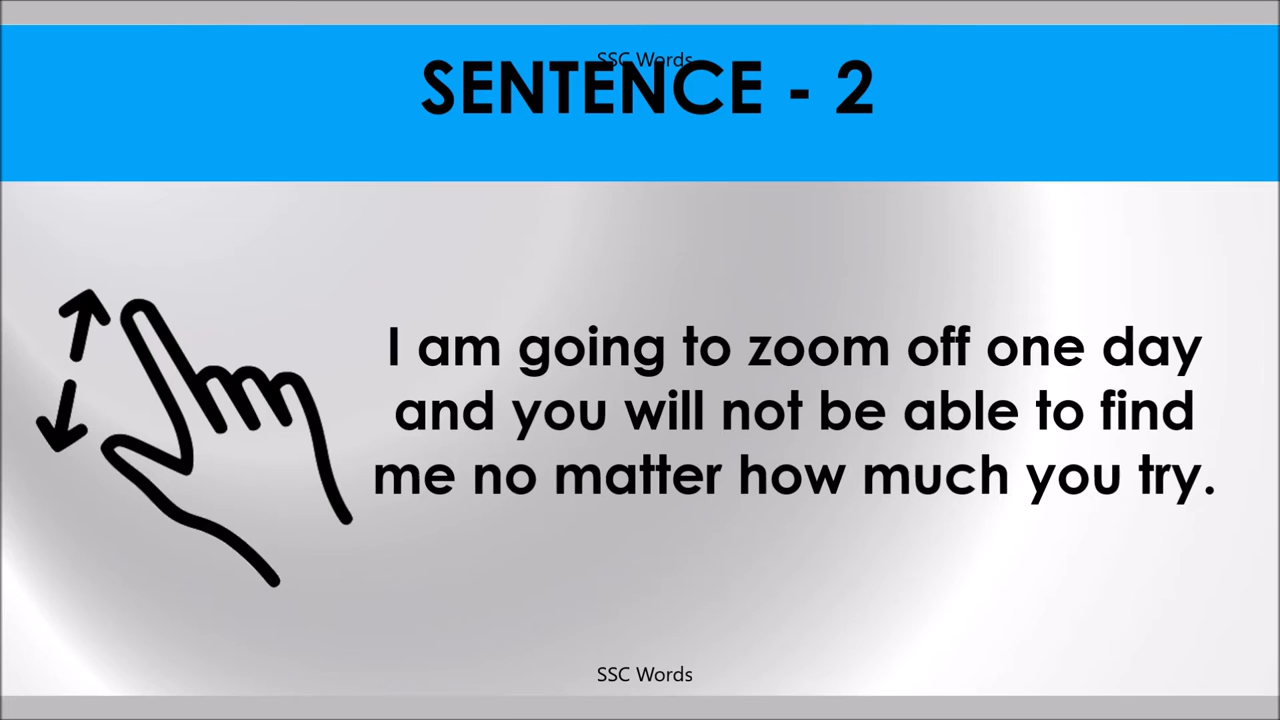 SSC Words
SENTENCE - 2
I am going to zoom off one day
and you will not be able to find
me no matter how much you try.
SSC Words